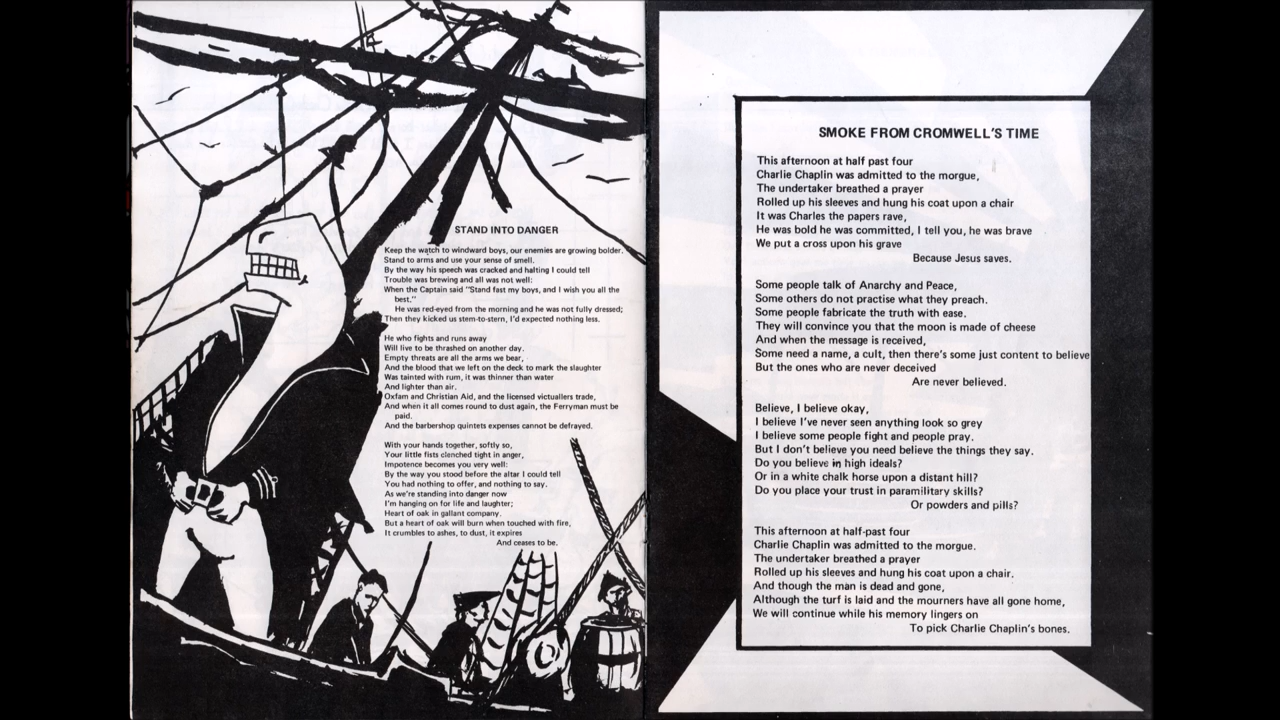 STAND INTO DANGER
Keep the watch to windward boys, our enemies are growing bolder.
Stand to arms and use your sense of smell.
By the way his speech was cracked and halting I could tell
Trouble was brewing and all was not well:
When the Captain said "Stand fast my boys, and I wish you all the
best."
He was red-eyed from the morning and he was not fully dressed;
Then they kicked us stem-to-stern, I'd expected nothing less.
He who fights and runs away
Will live to be thrashed on another day.
Empty threats are all the arms we bear,
And the blood that we left on the deck to mark the slaughter
Was tainted with rum, it was thinner than water
And lighter than air.
Oxfam and Christian Aid, and the licensed victuallers trade,
And when it all comes round to dust again, the Ferryman must be
paid.
And the barbershop quintets expenses cannot be defrayed.
With your hands together, softly so,
Your little fists clenched tight in anger,
Impotence becomes you very well:
By the way you stood before the altar I could tell
You had nothing to offer, and nothing to say.
As we're standing into danger now
I'm hanging on for life and laughter;
Heart of oak in gallant company.
But a heart of oak will burn when touched with fire,
It crumbles to ashes, to dust, it expires
And ceases to be.
SMOKE FROM CROMWELL'S TIME
This afternoon at half past four
Charlie Chaplin was admitted to the morgue,
The undertaker breathed a prayer
Rolled up his sleeves and hung his coat upon a chair
It was Charles the papers rave,
He was bold he was committed, I tell you, he was brave
We put a cross upon his grave
Because Jesus saves.
Some people talk of Anarchy and Peace,
Some others do not practise what they preach.
Some people fabricate the truth with ease.
They will convince you that the moon is made of cheese
And when the message is received,
Some need a name, a cult, then there's some just content to believe
But the ones who are never deceived
Are never believed.
Believe, I believe okay,
I believe I've never seen anything look so grey
I believe some people fight and people pray.
But I don't believe you need believe the things they say.
Do you believe in high ideals?
Or in a white chalk horse upon a distant hill?
Do you place your trust in paramilitary skills?
Or powders and pills?
This afternoon at half-past four
Charlie Chaplin was admitted to the morgue.
The undertaker breathed a prayer
Rolled up his sleeves and hung his coat upon a chair.
And though the man is dead and gone,
Although the turf is laid and the mourners have all gone home,
We will continue while his memory lingers on
To pick Charlie Chaplin's bones.